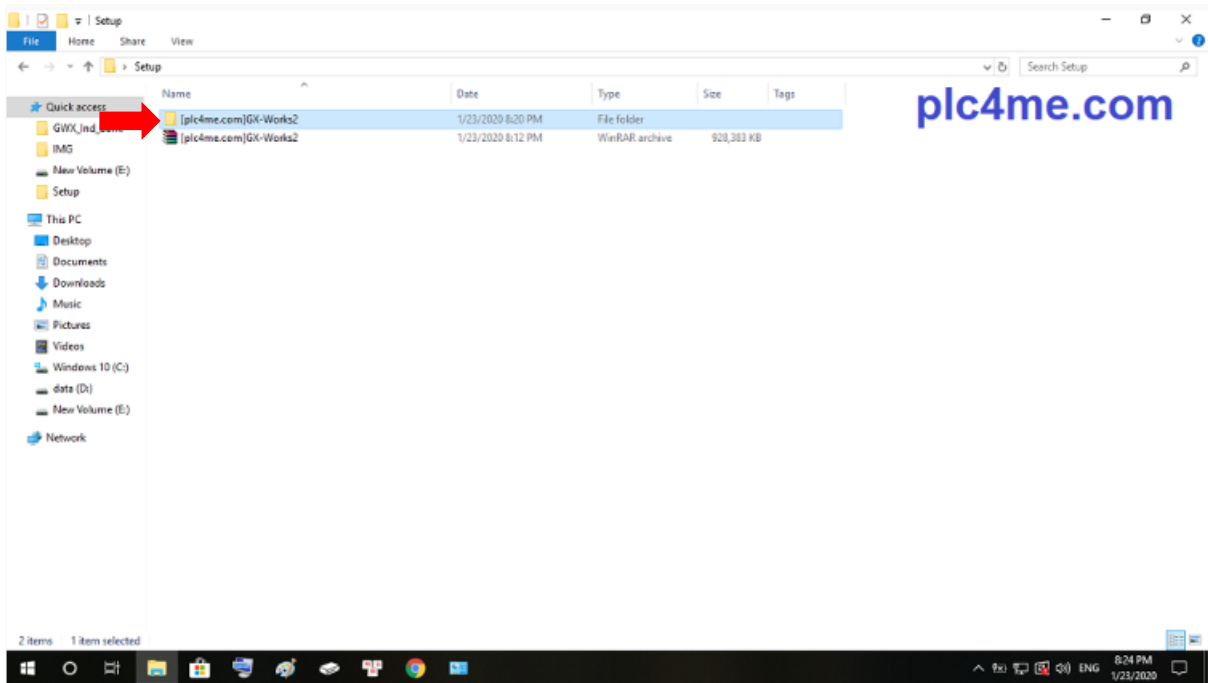 Setup
File Home Share View
Setup
Search Setup
plc4me.com
Name Date Type Size Tags
Quick access
[plc4me.com]GX-Works2 1/23/2020 8:20 PM File folder
GWX_Ind_
[plc4me.com]GX-Works2 1/23/2020 8:12 PM WinRAR archive 928,383 KB
IMG
New Volume (E:)
Setup
This PC
Desktop
Documents
Downloads
Music
Pictures
Videos
Windows 10 (C:)
data (D:)
New Volume (E:)
Network
2 items 1 item selected
ENG
8:24 PM
1/23/2020